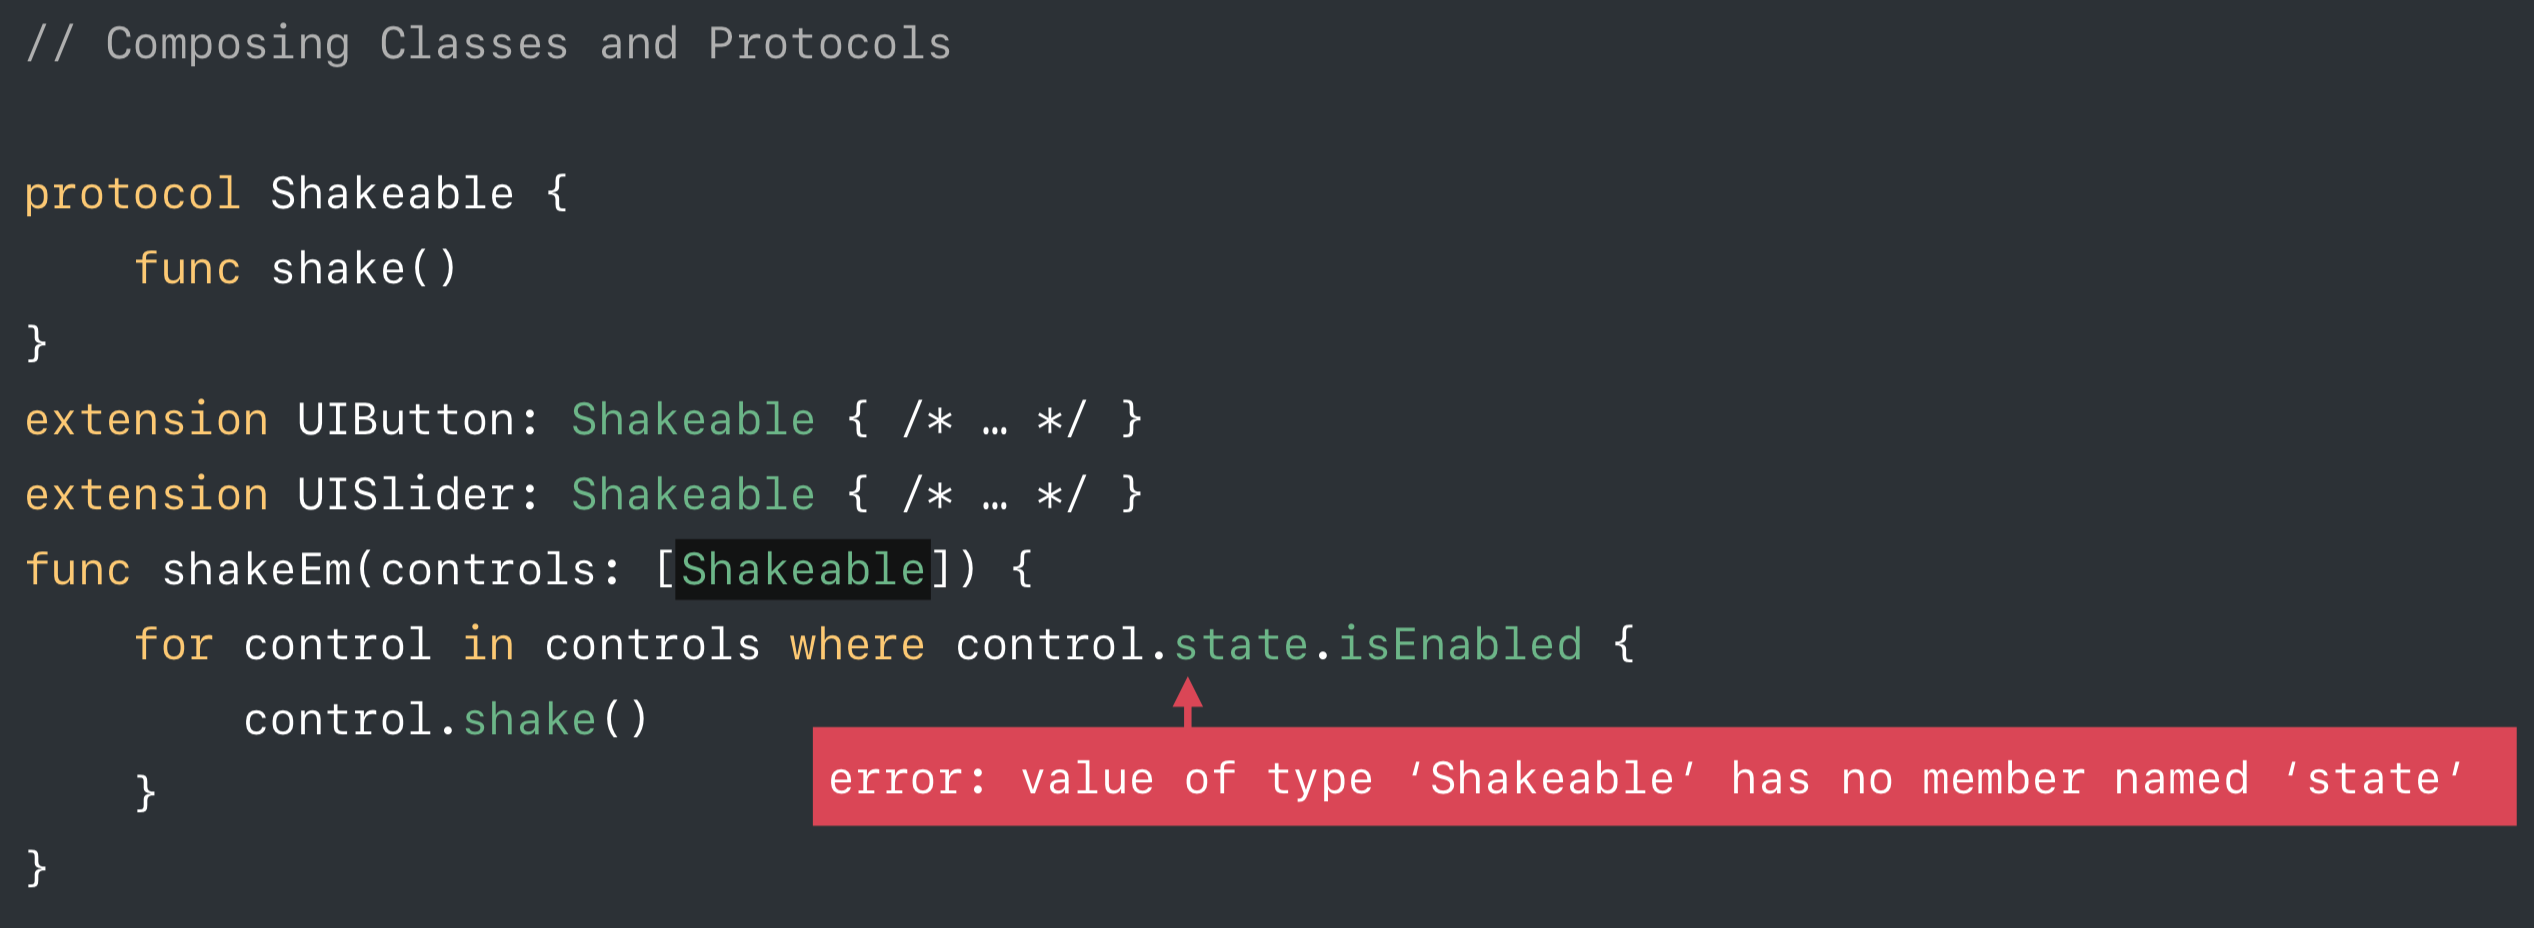 // Composing Classes and Protocols
protocol Shakeable {
    func shake()
}
extension UIButton: Shakeable { /* … */ }
extension UISlider: Shakeable { /* … */ }
func shakeEm(controls: [Shakeable]) {
    for control in controls where control.state.isEnabled {
        control.shake()
    }
error: value of type ‘Shakeable’ has no member named ‘state’
}